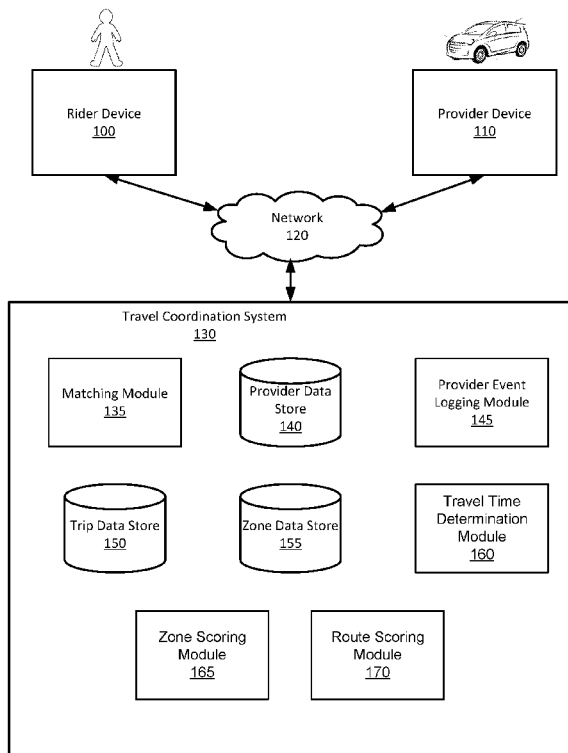 Rider Device
100
Provider Device
110
Network
120
Travel Coordination System
130
Matching Module
135
Provider Data
Store
140
Provider Event
Logging Module
145
Trip Data Store
150
Zone Data Store
155
Travel Time
Determination
Module
160
Zone Scoring
Module
165
Route Scoring
Module
170